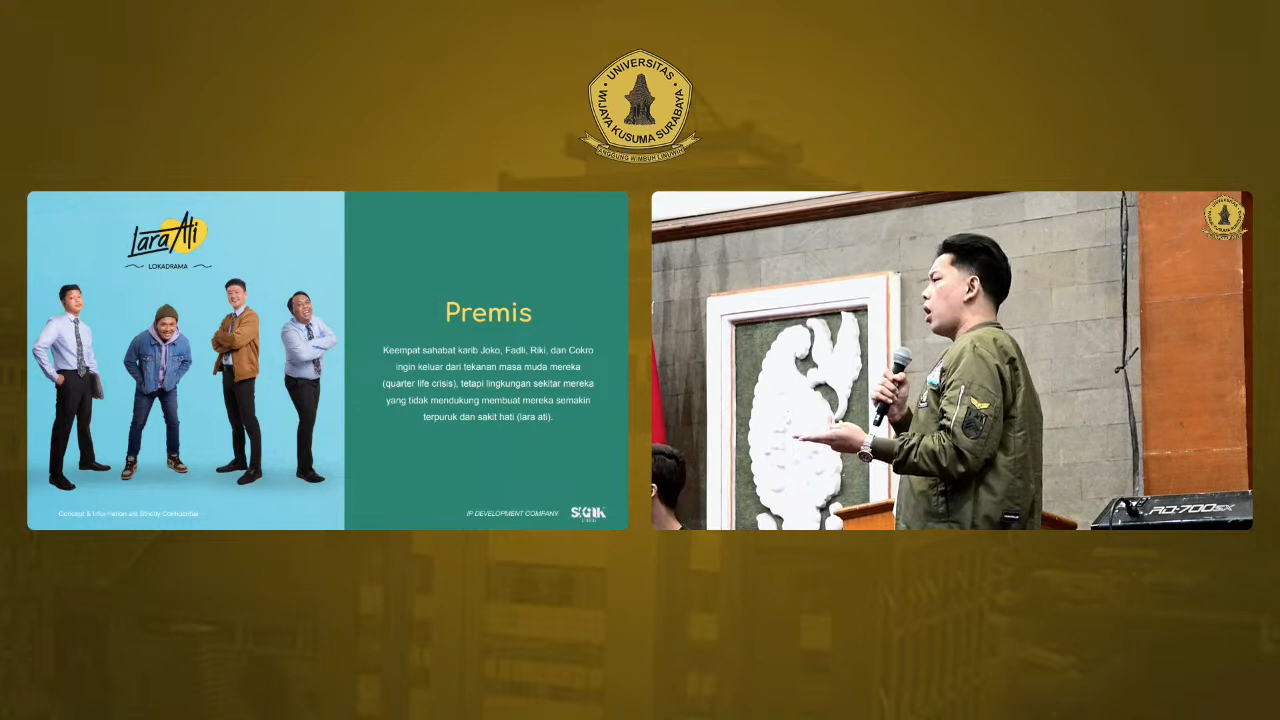 UNIVERSITAS
WIJAYA KUSUMA SURABAYA
Lara Ati
LOKADRAMA
Premis
Keempat sahabat karib Joko, Fadli, Riki, dan Cokro
ingin keluar dari tekanan masa muda mereka
(quarter life crisis), tetapi lingkungan sekitar mereka
yang tidak mendukung membuat mereka semakin
terpuruk dan sakit hati (lara ati).
Concept & Information are Strictly Confidential
IP DEVELOPMENT COMPANY
RD-700SX